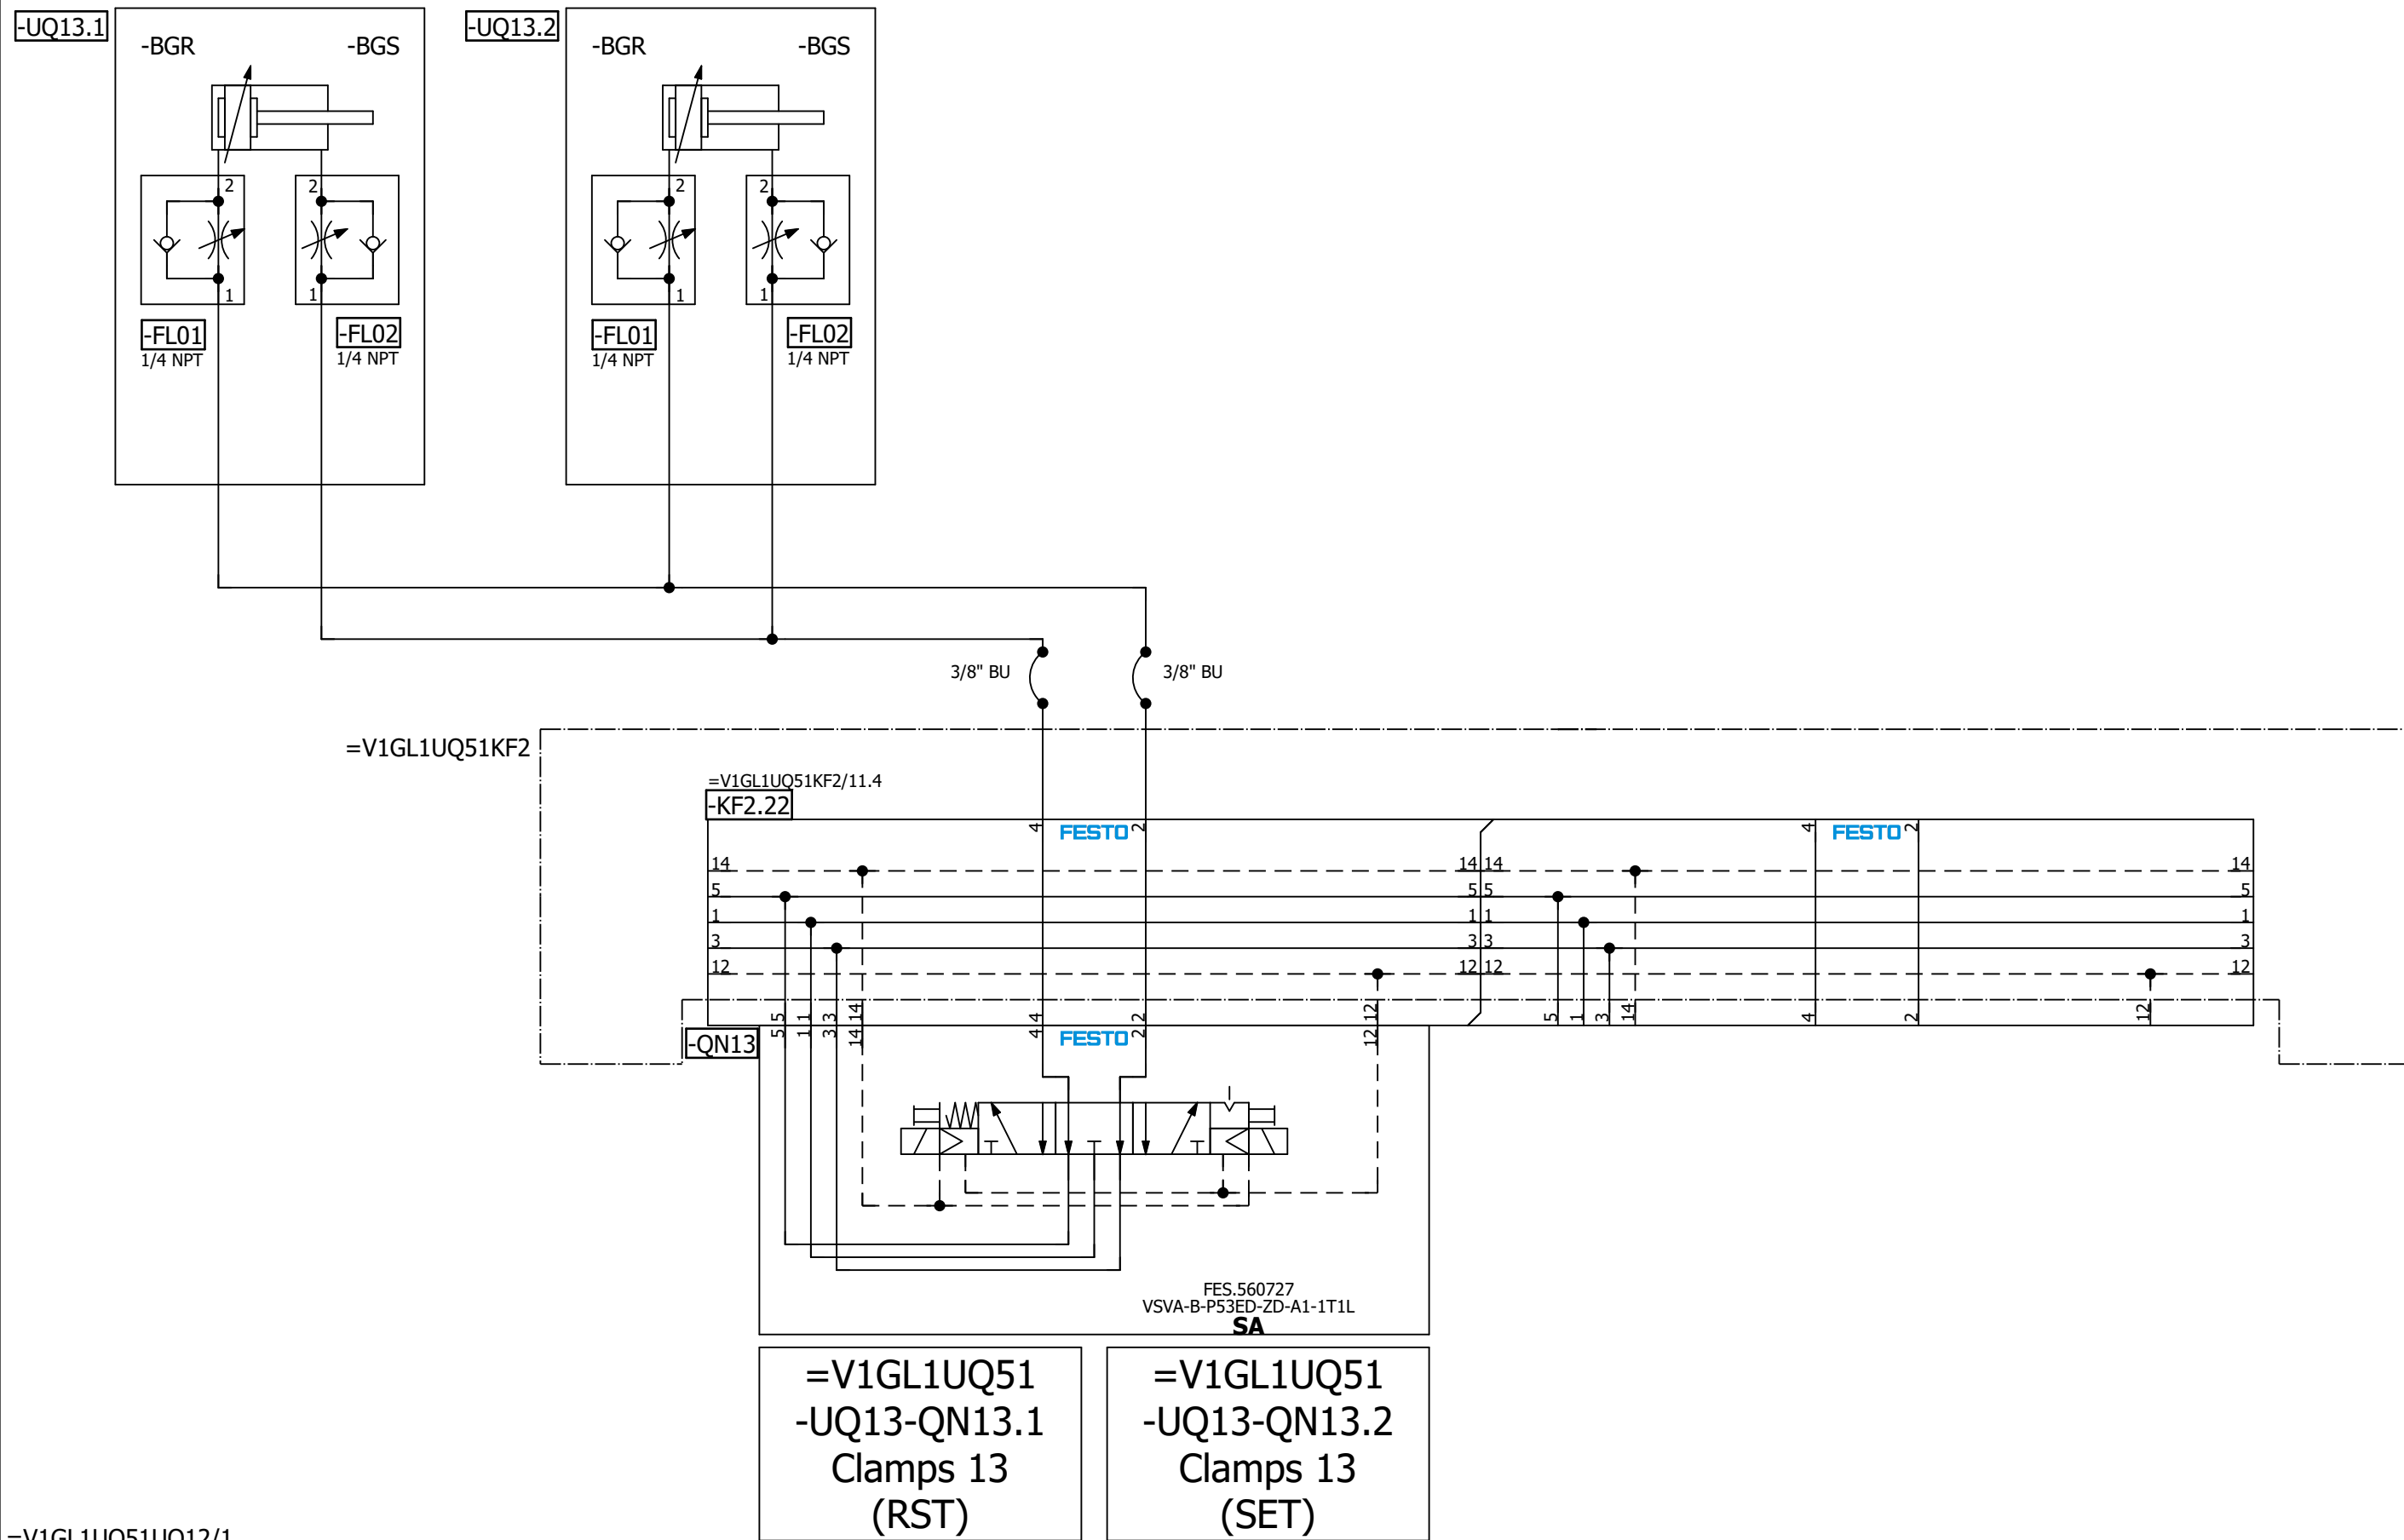 -UQ13.1
-BGR
-BGS
-UQ13.2
-BGR
-BGS
2
2
2
2
1
1
1
1
-FL01
1/4 NPT
-FL02
1/4 NPT
-FL01
1/4 NPT
-FL02
1/4 NPT
3/8" BU
3/8" BU
=V1GL1UQ51KF2
=V1GL1UQ51KF2/11.4
-KF2.22
4
FESTO
2
4
FESTO
2
14
14
14
14
5
5
5
5
1
1
1
1
3
3
3
3
12
12
12
12
5
1
3
14
4
2
12
5
1
3
14
4
2
12
-QN13
5
1
3
14
4
FESTO
2
12
FES.560727
VSVA-B-P53ED-ZD-A1-1T1L
SA
=V1GL1UQ51
-UQ13-QN13.1
Clamps 13
(RST)
=V1GL1UQ51
-UQ13-QN13.2
Clamps 13
(SET)
=V1GL1UQ51UQ12/1